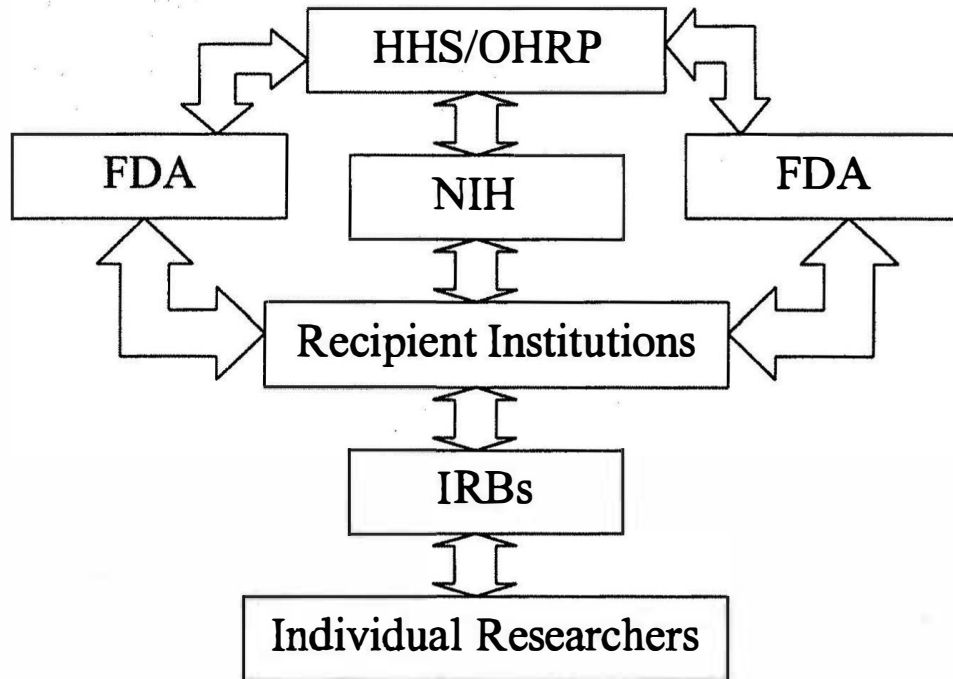 HHS/OHRP
FDA
NIH
FDA
Recipient Institutions
IRBs
Individual Researchers